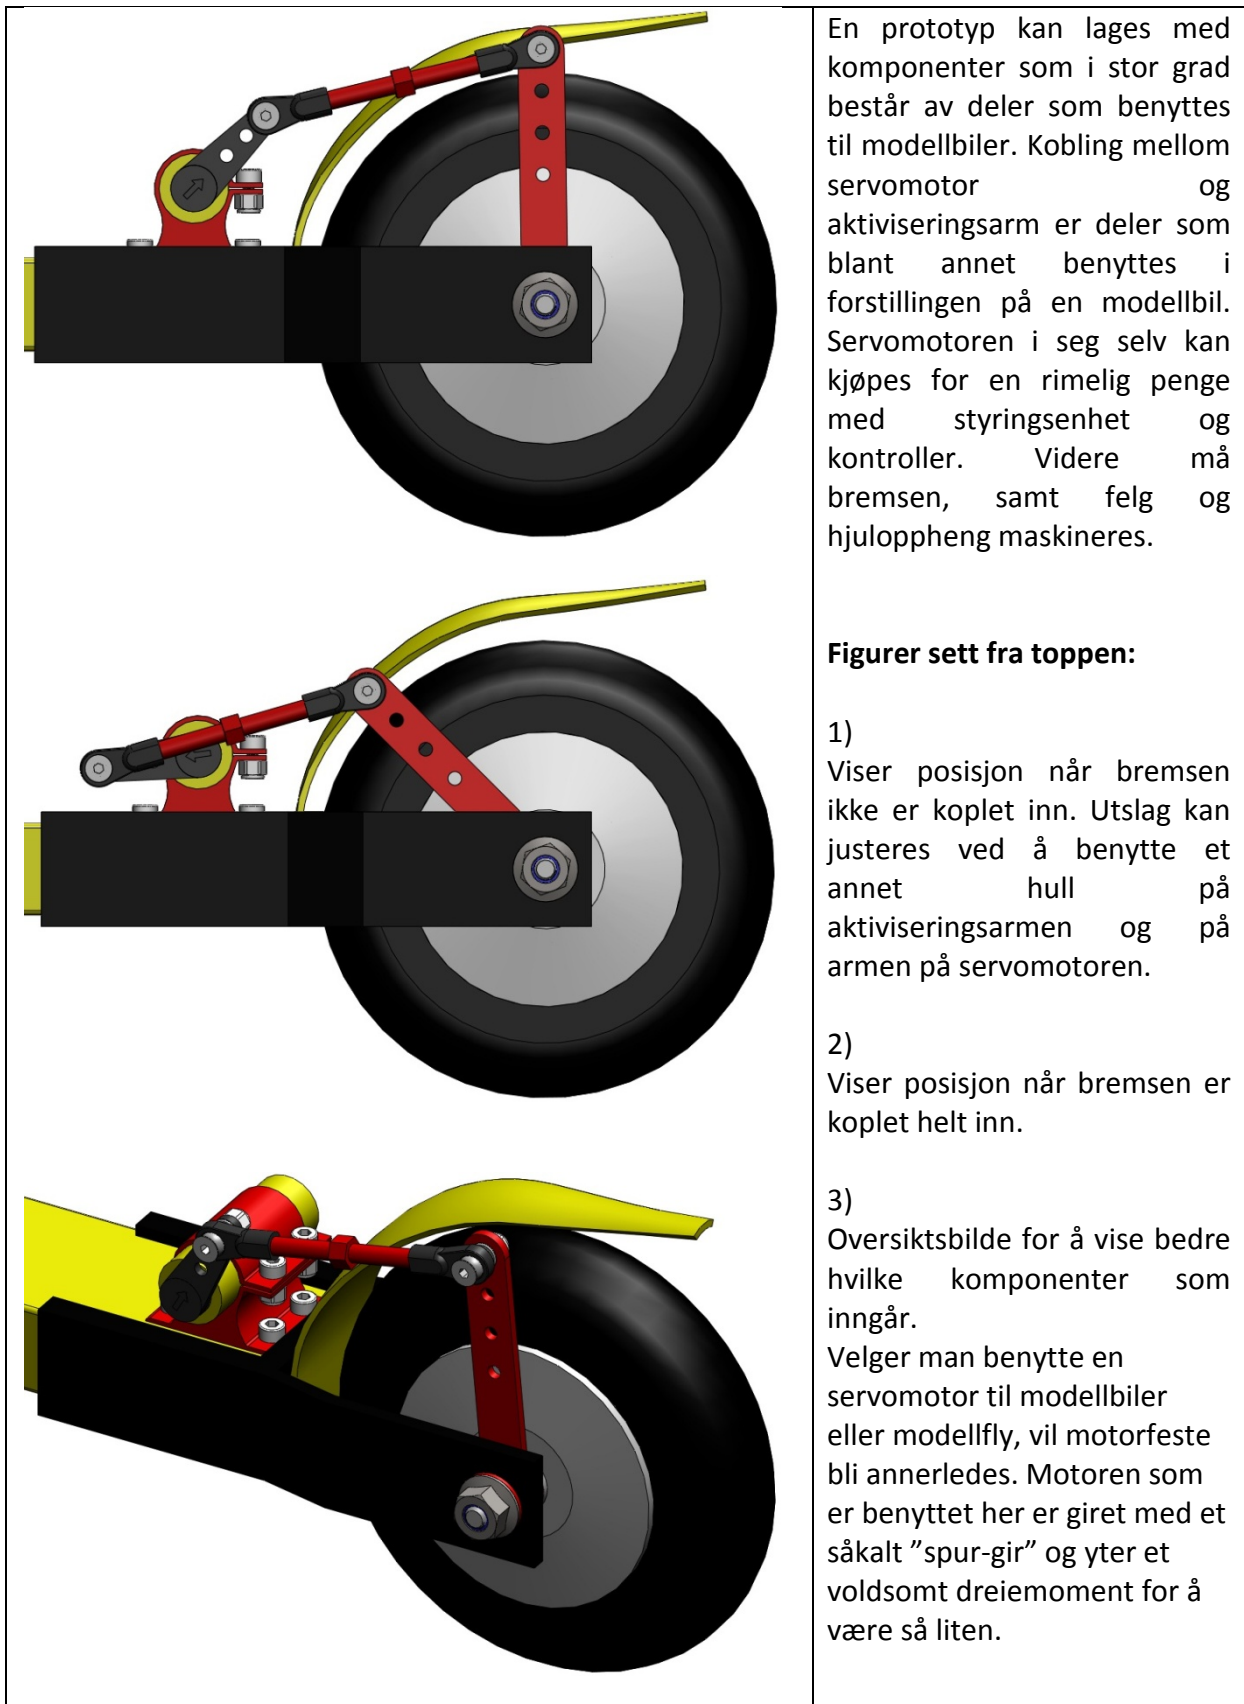 En prototyp kan lages med
komponenter som i stor grad
består av deler som benyttes
til modellbiler. Kobling mellom
servomotor og
aktiviseringsarm er deler som
blant annet benyttes i
forstillingen på en modellbil.
Servomotoren i seg selv kan
kjøpes for en rimelig penge
med styringsenhet og
kontroller. Videre må
bremsen, samt felg og
hjuloppheng maskineres.
Figurer sett fra toppen:
1)
Viser posisjon når bremsen
ikke er koplet inn. Utslag kan
justeres ved å benytte et
annet hull på
aktiviseringsarmen og på
armen på servomotoren.
2)
Viser posisjon når bremsen er
koplet helt inn.
3)
Oversiktsbilde for å vise bedre
hvilke komponenter som
inngår.
Velger man benytte en
servomotor til modellbiler
eller modellfly, vil motorfeste
bli annerledes. Motoren som
er benyttet her er giret med et
såkalt ”spur-gir” og yter et
voldsomt dreiemoment for å
være så liten.